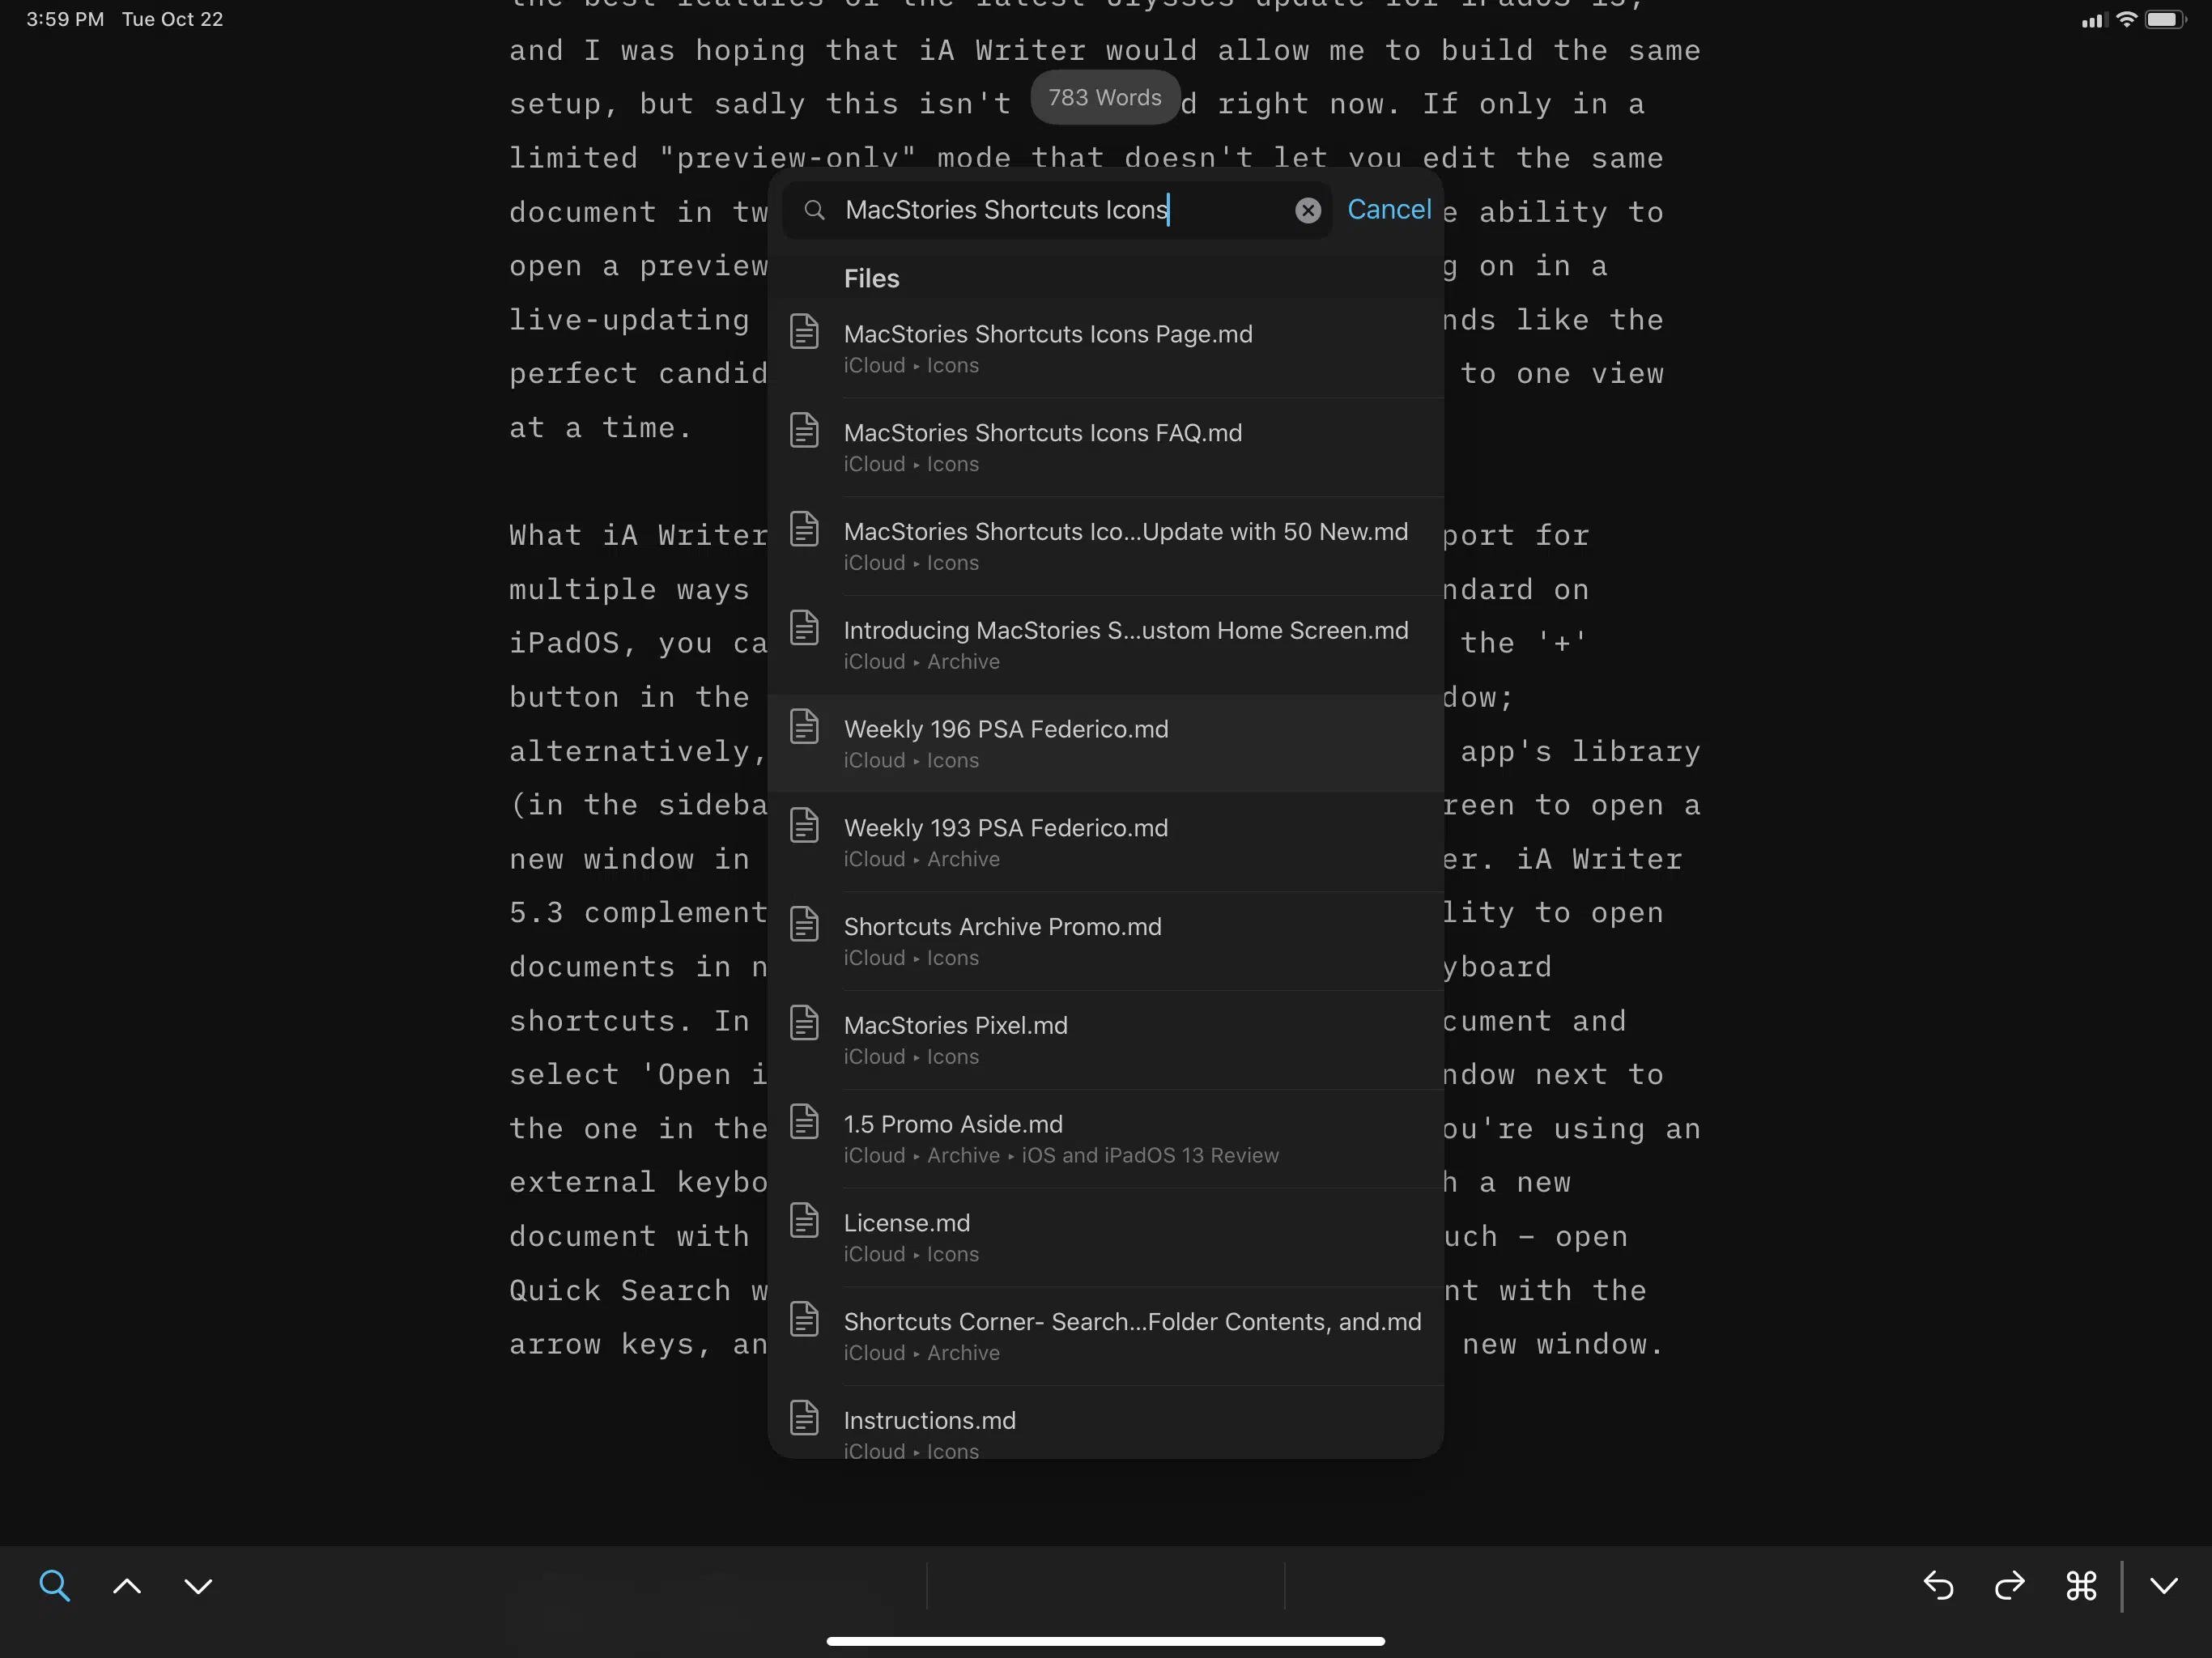 3:59 PM Tue Oct 22
the best features of the latest Ulysses update for iPadOS 13,
and I was hoping that iA Writer would allow me to build the same
783 Words
setup, but sadly this isn't d right now. If only in a
limited "preview-only" mode that doesn't let you edit the same
document in tw e ability to
open a preview g on in a
live-updating nds like the
perfect candid to one view
at a time.
What iA Writer port for
multiple ways ndard on
iPadOS, you ca the '+'
button in the dow;
alternatively, app's library
(in the sideba reen to open a
new window in er. iA Writer
5.3 complement lity to open
documents in n yboard
shortcuts. In cument and
select 'Open i ndow next to
the one in the ou're using an
external keybo h a new
document with uch – open
Quick Search w nt with the
arrow keys, an new window.
MacStories Shortcuts Icons
Cancel
Files
MacStories Shortcuts Icons Page.md
iCloud ▸ Icons
MacStories Shortcuts Icons FAQ.md
iCloud ▸ Icons
MacStories Shortcuts Ico...Update with 50 New.md
iCloud ▸ Icons
Introducing MacStories S...ustom Home Screen.md
iCloud ▸ Archive
Weekly 196 PSA Federico.md
iCloud ▸ Icons
Weekly 193 PSA Federico.md
iCloud ▸ Archive
Shortcuts Archive Promo.md
iCloud ▸ Icons
MacStories Pixel.md
iCloud ▸ Icons
1.5 Promo Aside.md
iCloud ▸ Archive ▸ iOS and iPadOS 13 Review
License.md
iCloud ▸ Icons
Shortcuts Corner- Search...Folder Contents, and.md
iCloud ▸ Archive
Instructions.md
iCloud ▸ Icons